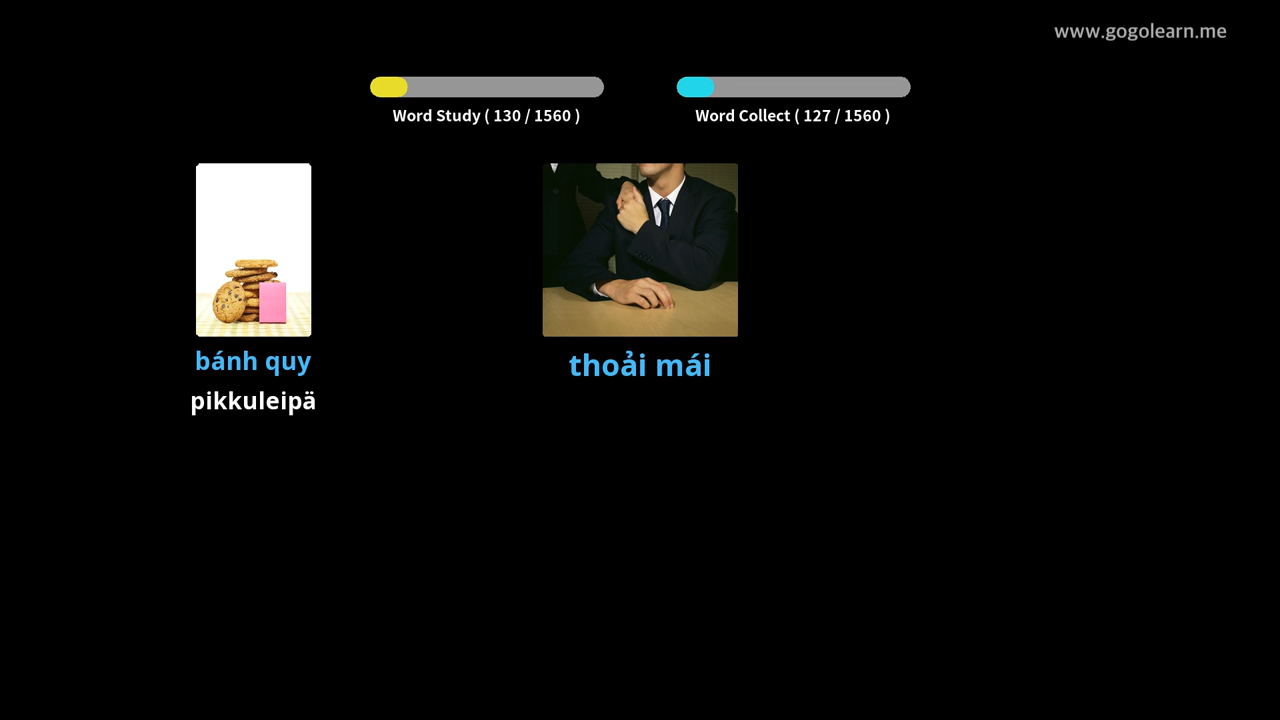 www.gogolearn.me
Word Study ( 130 / 1560 )
Word Collect ( 127 / 1560 )
bánh quy
pikkuleipä
thoải mái